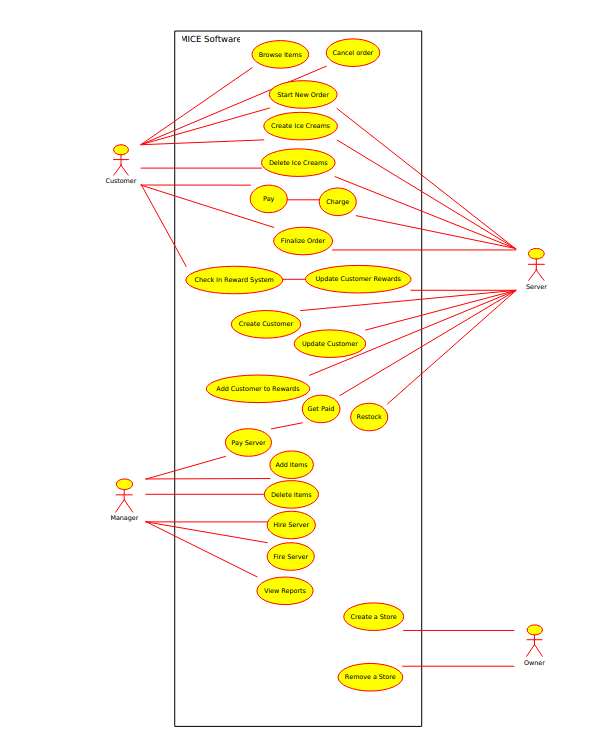 MICE Software
Browse Items
Cancel order
Start New Order
Create Ice Creams
Customer
Delete Ice Creams
Pay
Charge
Finalize Order
Server
Check In Reward System
Update Customer Rewards
Create Customer
Update Customer
Add Customer to Rewards
Get Paid
Restock
Pay Server
Add Items
Manager
Delete Items
Hire Server
Fire Server
View Reports
Create a Store
Owner
Remove a Store